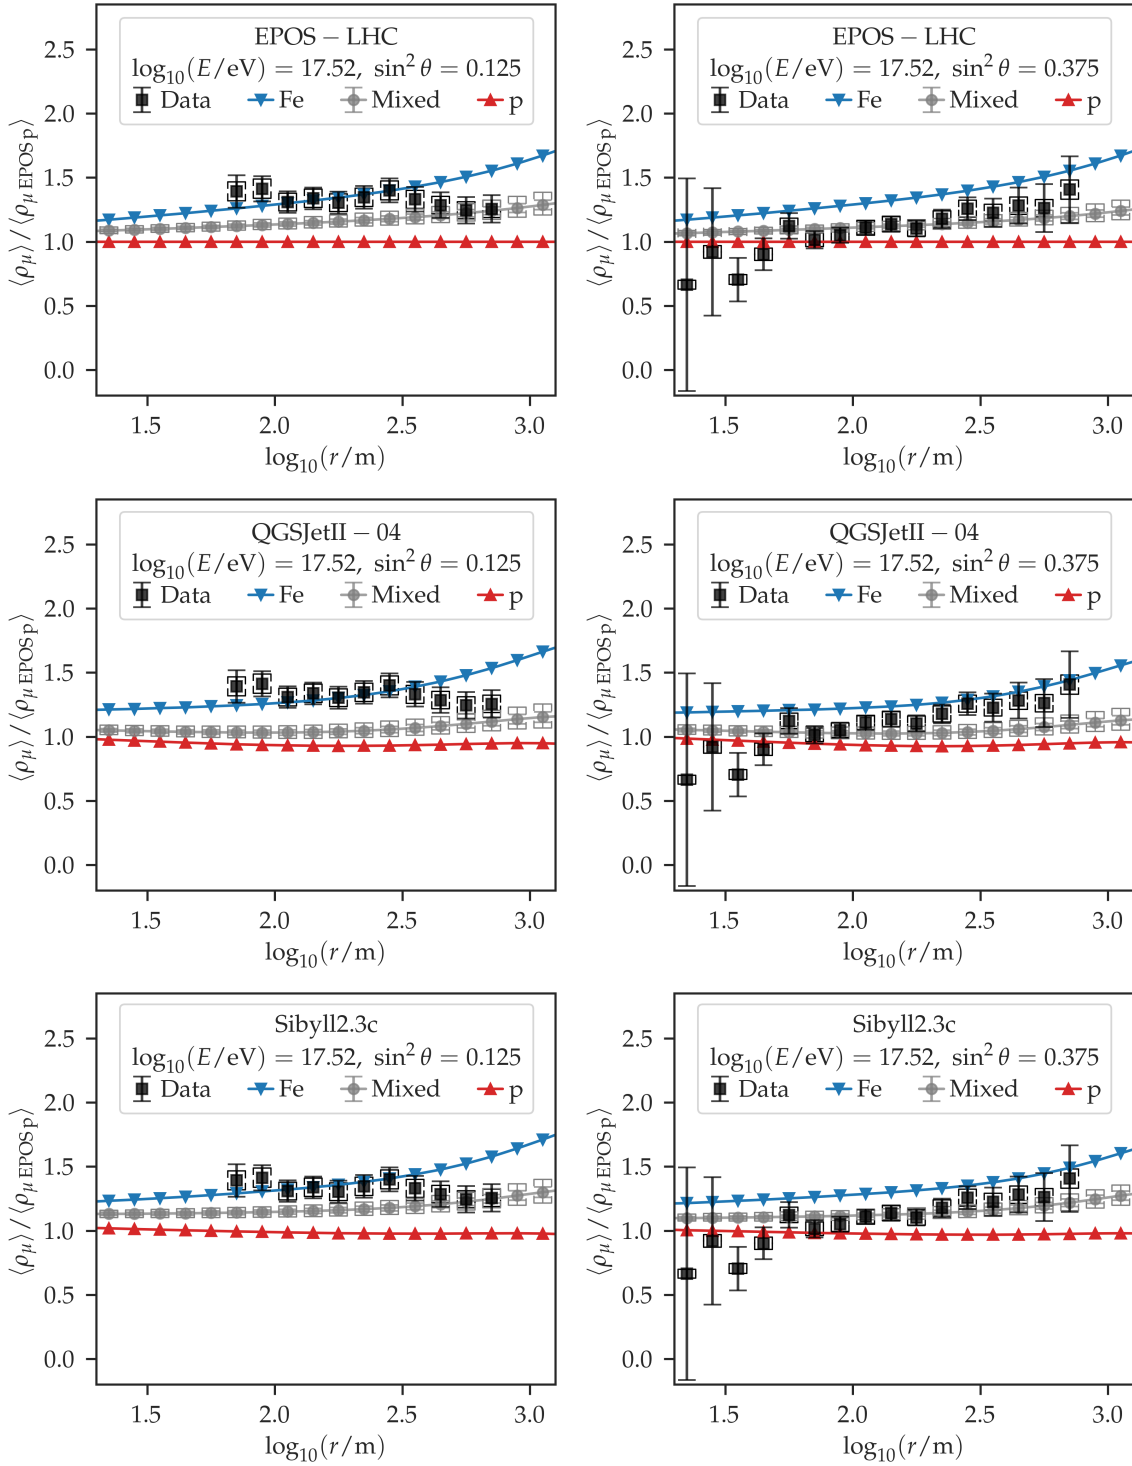 EPOS − LHC
log₁₀(E/eV) = 17.52, sin² θ = 0.125
Data Fe Mixed p
2.5
2.0
1.5
1.0
0.5
0.0
⟨ρμ⟩ / ⟨ρμ EPOS p⟩
1.5 2.0 2.5 3.0
log₁₀(r/m)
EPOS − LHC
log₁₀(E/eV) = 17.52, sin² θ = 0.375
Data Fe Mixed p
2.5
2.0
1.5
1.0
0.5
0.0
⟨ρμ⟩ / ⟨ρμ EPOS p⟩
1.5 2.0 2.5 3.0
log₁₀(r/m)
QGSJetII − 04
log₁₀(E/eV) = 17.52, sin² θ = 0.125
Data Fe Mixed p
2.5
2.0
1.5
1.0
0.5
0.0
⟨ρμ⟩ / ⟨ρμ EPOS p⟩
1.5 2.0 2.5 3.0
log₁₀(r/m)
QGSJetII − 04
log₁₀(E/eV) = 17.52, sin² θ = 0.375
Data Fe Mixed p
2.5
2.0
1.5
1.0
0.5
0.0
⟨ρμ⟩ / ⟨ρμ EPOS p⟩
1.5 2.0 2.5 3.0
log₁₀(r/m)
Sibyll2.3c
log₁₀(E/eV) = 17.52, sin² θ = 0.125
Data Fe Mixed p
2.5
2.0
1.5
1.0
0.5
0.0
⟨ρμ⟩ / ⟨ρμ EPOS p⟩
1.5 2.0 2.5 3.0
log₁₀(r/m)
Sibyll2.3c
log₁₀(E/eV) = 17.52, sin² θ = 0.375
Data Fe Mixed p
2.5
2.0
1.5
1.0
0.5
0.0
⟨ρμ⟩ / ⟨ρμ EPOS p⟩
1.5 2.0 2.5 3.0
log₁₀(r/m)